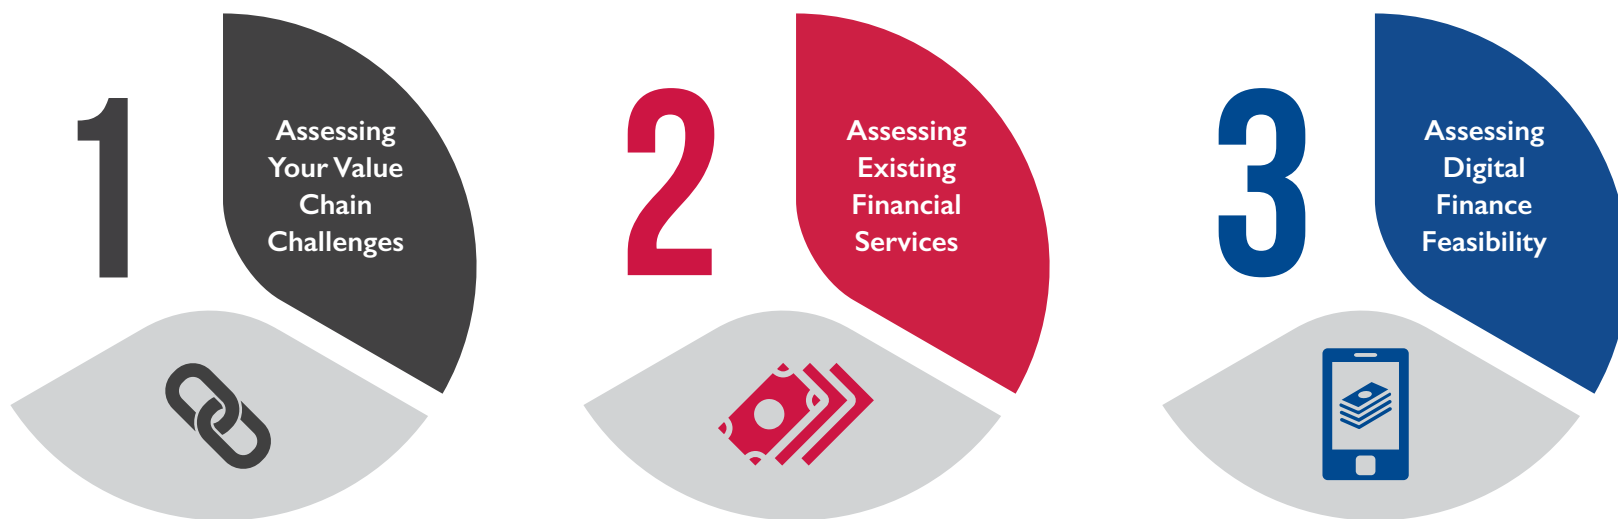 1
Assessing
Your Value
Chain
Challenges
2
Assessing
Existing
Financial
Services
3
Assessing
Digital
Finance
Feasibility